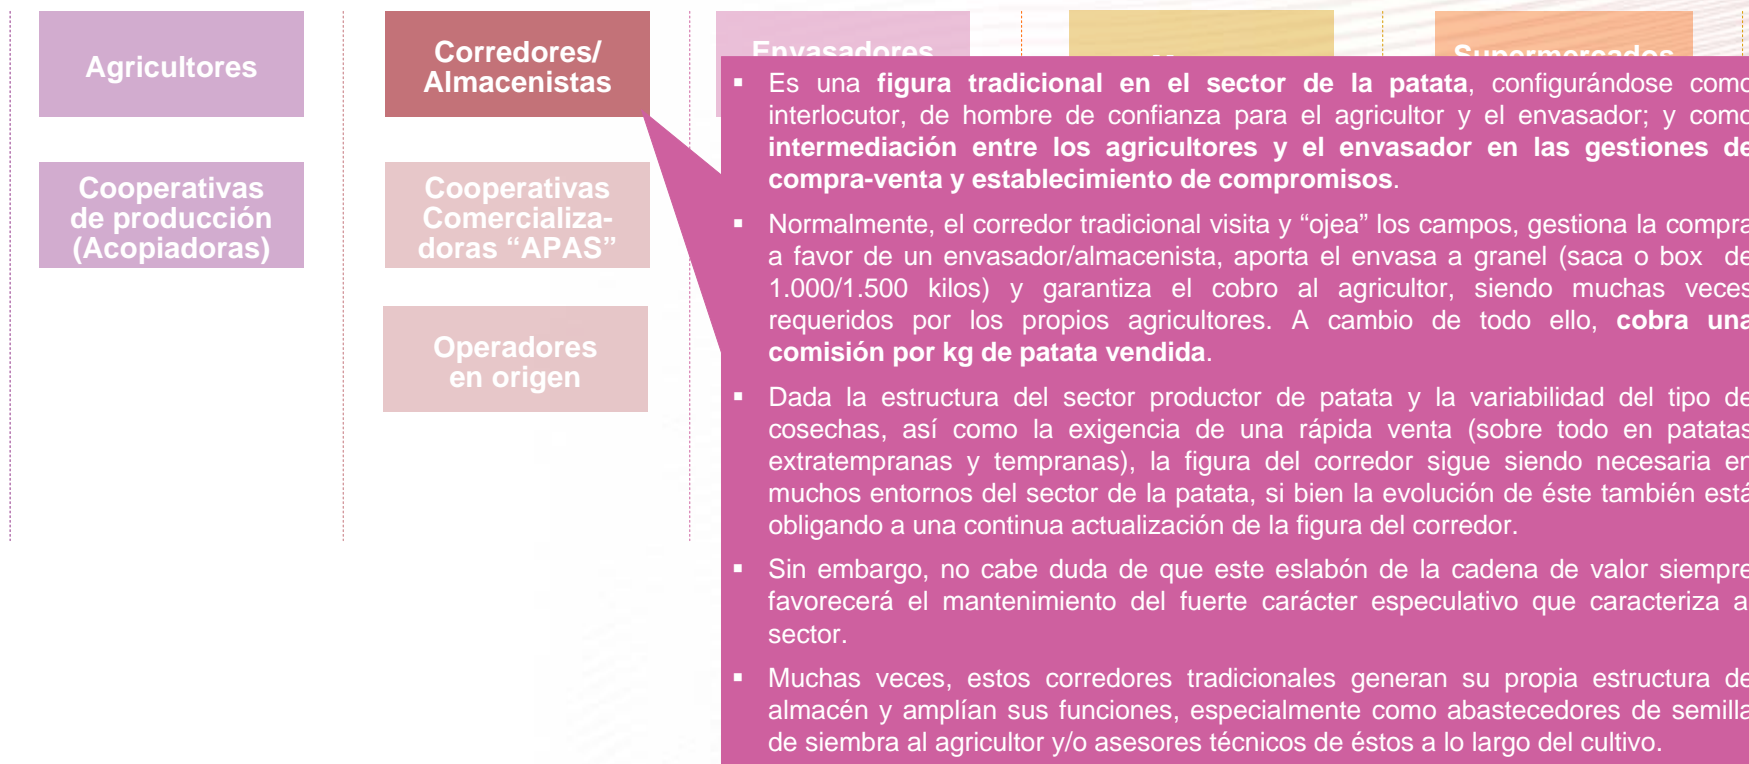 Agricultores
Corredores/
Almacenistas
Envasadores
Supermercados
Cooperativas
de producción
(Acopiadoras)
Cooperativas
Comercializa-
doras “APAS”
Operadores
en origen
▪ Es una figura tradicional en el sector de la patata, configurándose como
interlocutor, de hombre de confianza para el agricultor y el envasador; y como
intermediación entre los agricultores y el envasador en las gestiones de
compra-venta y establecimiento de compromisos.
▪ Normalmente, el corredor tradicional visita y “ojea” los campos, gestiona la compra
a favor de un envasador/almacenista, aporta el envasa a granel (saca o box de
1.000/1.500 kilos) y garantiza el cobro al agricultor, siendo muchas veces
requeridos por los propios agricultores. A cambio de todo ello, cobra una
comisión por kg de patata vendida.
▪ Dada la estructura del sector productor de patata y la variabilidad del tipo de
cosechas, así como la exigencia de una rápida venta (sobre todo en patatas
extratempranas y tempranas), la figura del corredor sigue siendo necesaria en
muchos entornos del sector de la patata, si bien la evolución de éste también está
obligando a una continua actualización de la figura del corredor.
▪ Sin embargo, no cabe duda de que este eslabón de la cadena de valor siempre
favorecerá el mantenimiento del fuerte carácter especulativo que caracteriza al
sector.
▪ Muchas veces, estos corredores tradicionales generan su propia estructura de
almacén y amplían sus funciones, especialmente como abastecedores de semilla
de siembra al agricultor y/o asesores técnicos de éstos a lo largo del cultivo.